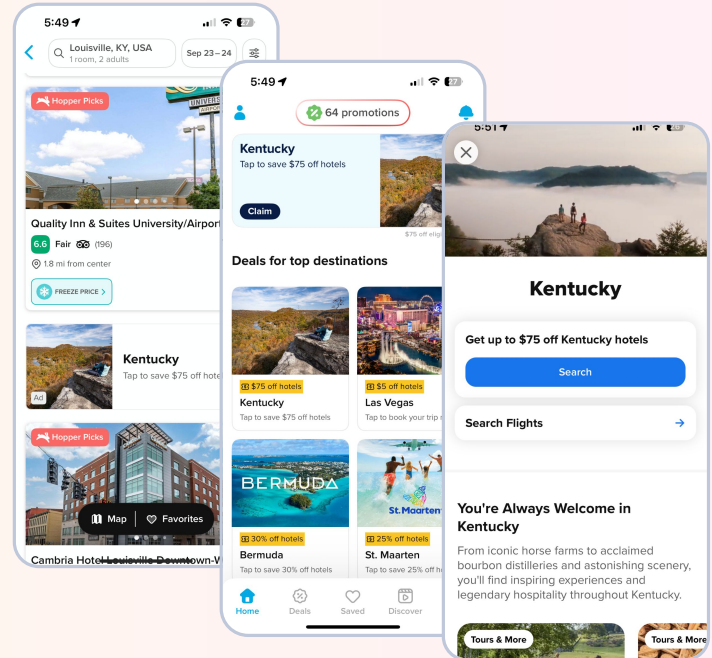 5:49
27
Louisville, KY, USA
1 room, 2 adults
Sep 23–24
Hopper Picks
UNIVERS
AIRPOR
Quality Inn & Suites University/Airport
6.6 Fair (196)
1.8 mi from center
FREEZE PRICE
Kentucky
Tap to save $75 off hote
Ad
Hopper Picks
Map
Favorites
Cambria Hotel Louisville Downtown-W
5:49
27
64 promotions
Kentucky
Tap to save $75 off hotels
Claim
$75 off eligi
Deals for top destinations
$75 off hotels
Kentucky
Tap to save $75 hotels
$5 off hotels
Las Vegas
Tap to book your trip
BERMUDA
30% off hotels
Bermuda
Tap to save 30% off hotels
St. Maarten
25% off hotels
St. Maarten
Tap to save 25% off h
Home
Deals
Saved
Discover
5:51
26
Kentucky
Get up to $75 off Kentucky hotels
Search
Search Flights
You're Always Welcome in
Kentucky
From iconic horse farms to acclaimed
bourbon distilleries and astonishing scenery,
you'll find inspiring experiences and
legendary hospitality throughout Kentucky.
Tours & More
Tours & More